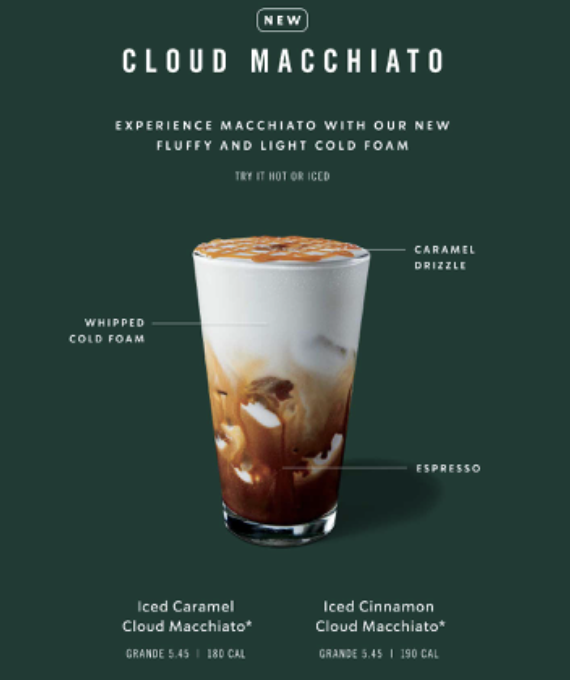 NEW
CLOUD MACCHIATO
EXPERIENCE MACCHIATO WITH OUR NEW
FLUFFY AND LIGHT COLD FOAM
TRY IT HOT OR ICED
CARAMEL
DRIZZLE
WHIPPED
COLD FOAM
ESPRESSO
Iced Caramel
Cloud Macchiato*
GRANDE 5.45 | 180 CAL
Iced Cinnamon
Cloud Macchiato*
GRANDE 5.45 | 190 CAL